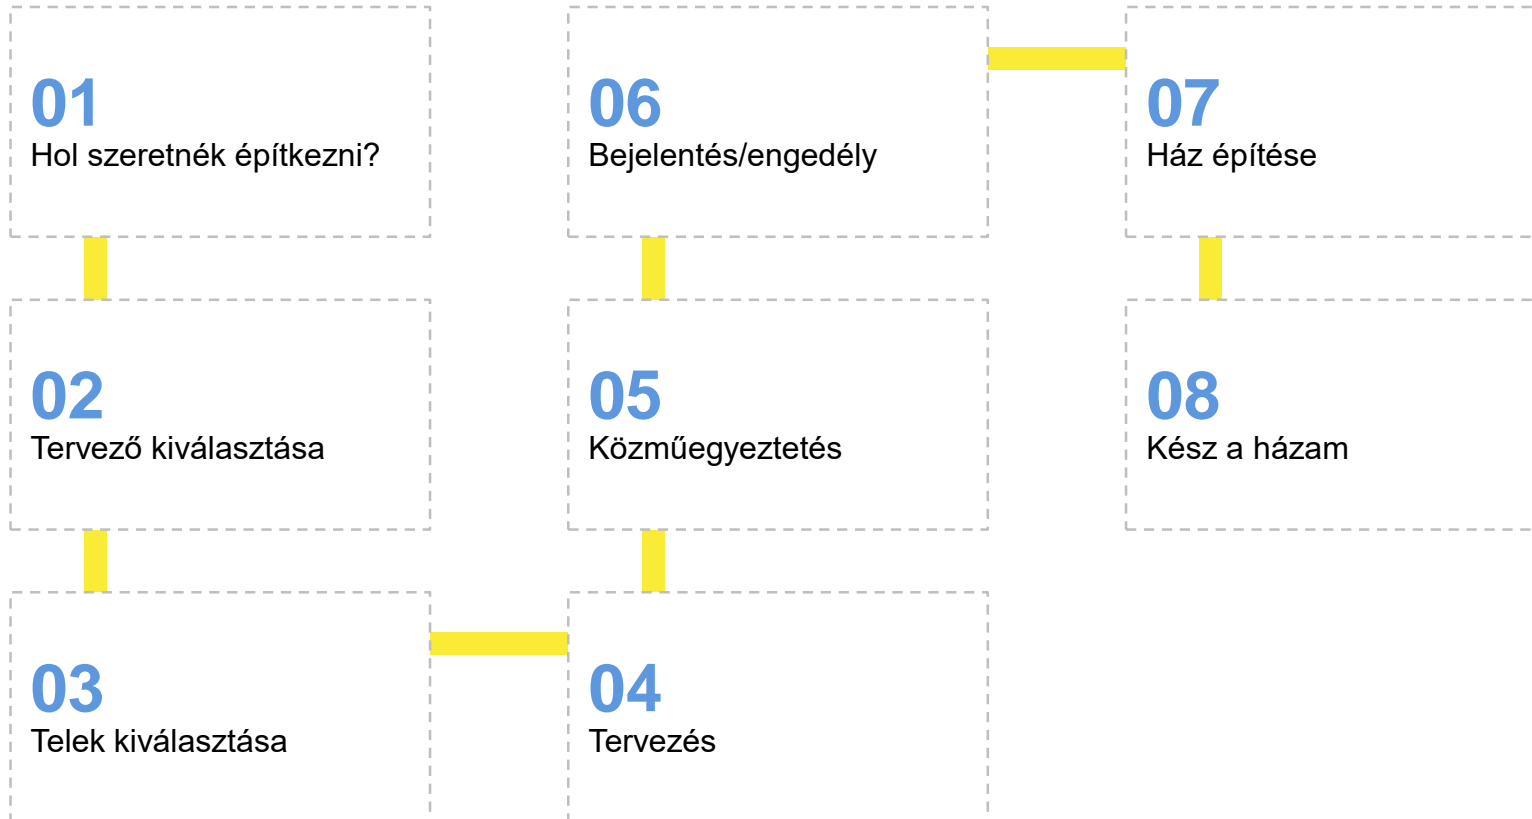 01
Hol szeretnék építkezni?
02
Tervező kiválasztása
03
Telek kiválasztása
04
Tervezés
05
Közműegyeztetés
06
Bejelentés/engedély
07
Ház építése
08
Kész a házam